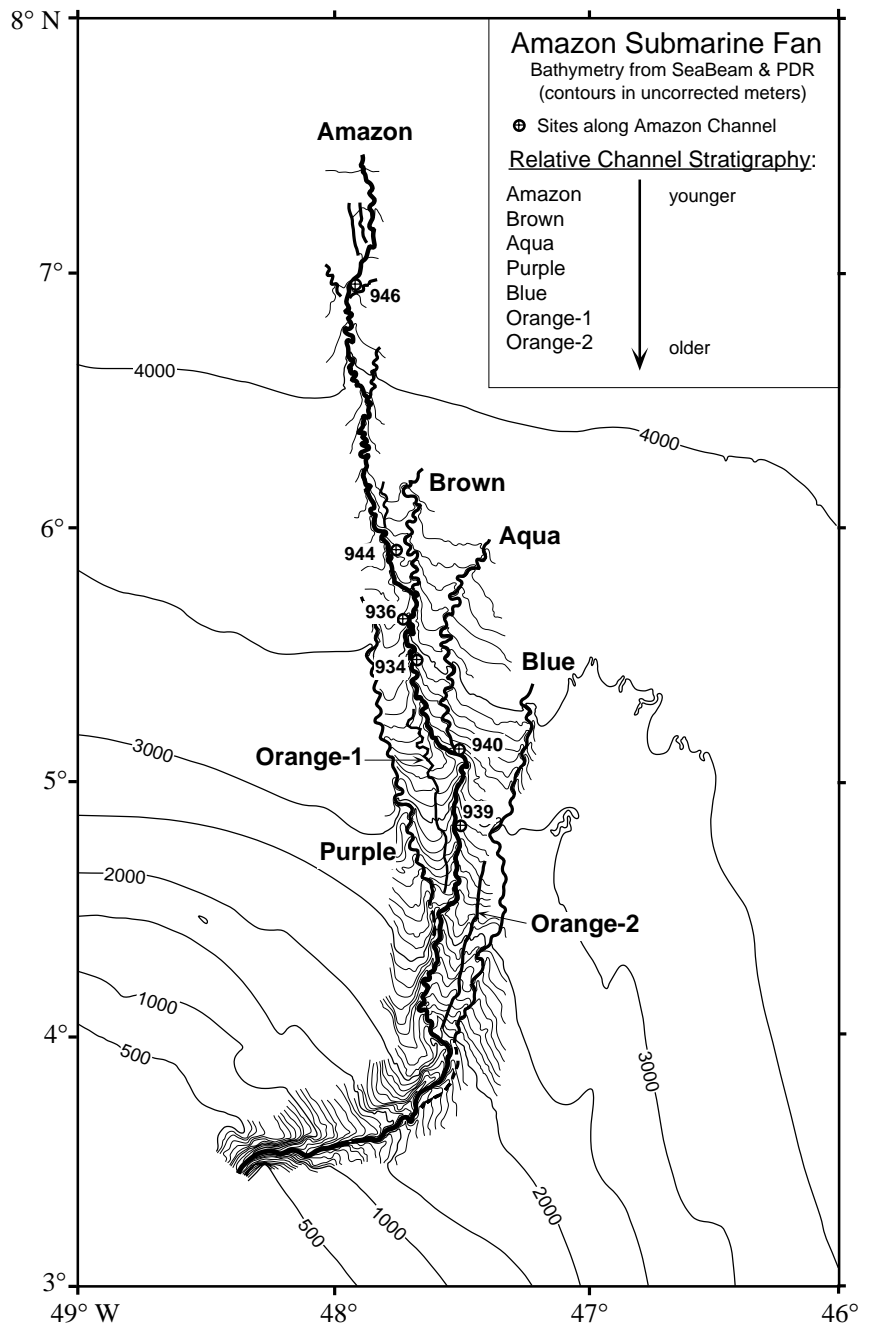 8° N
Amazon Submarine Fan
Bathymetry from SeaBeam & PDR
(contours in uncorrected meters)
Sites along Amazon Channel
Relative Channel Stratigraphy:
Amazon
Brown
Aqua
Purple
Blue
Orange-1
Orange-2
younger
older
Amazon
7°
946
4000
4000
Brown
6°
Aqua
944
936
934
Blue
940
3000
Orange-1
5°
939
Purple
2000
Orange-2
1000
4°
500
3000
2000
1000
500
3°
49° W
48°
47°
46°